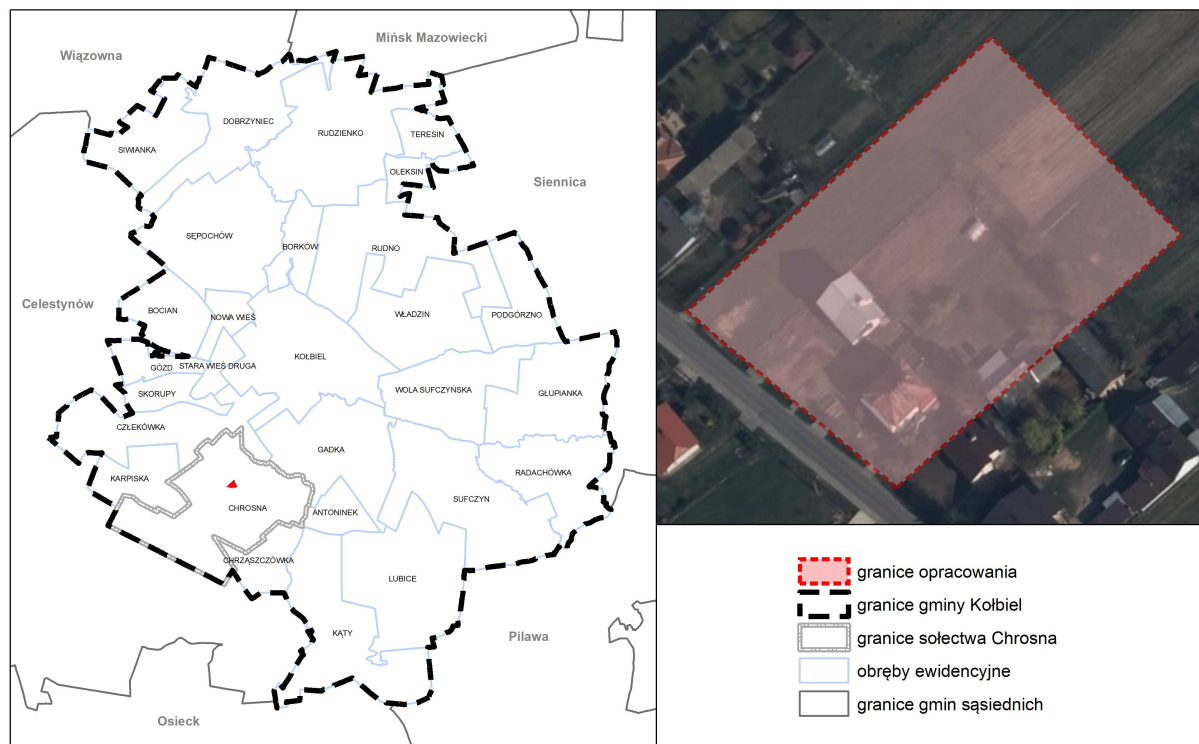 Mińsk Mazowiecki
Wiązowna
DOBRZYNIEC
RUDZIENKO
TERESIN
SIWIANKA
OLEKSIN
Siennica
SĘPOCHÓW
BORKÓW
RUDNO
Celestynów
BOCIAN
NOWA WIEŚ
WŁADZIN
PODGÓRZNO
KOŁBIEL
GÓZD
STARA WIEŚ DRUGA
SKORUPY
WOLA SUFCZYŃSKA
GŁUPIANKA
CZŁEKÓWKA
GADKA
KARPISKA
RADACHÓWKA
SUFCZYN
CHROSNA
ANTONINEK
CHRZĄSZCZÓWKA
LUBICE
KĄTY
Pilawa
Osieck
granice opracowania
granice gminy Kołbiel
granice sołectwa Chrosna
obręby ewidencyjne
granice gmin sąsiednich